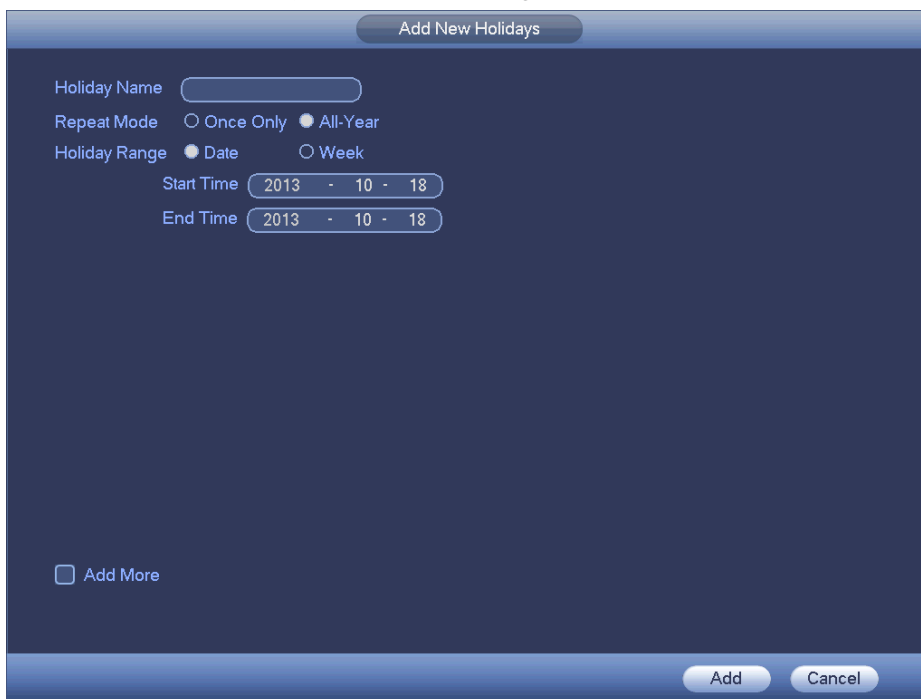 Add New Holidays
Holiday Name
Repeat Mode Once Only All-Year
Holiday Range Date Week
Start Time 2013 - 10 - 18
End Time 2013 - 10 - 18
Add More
Add Cancel